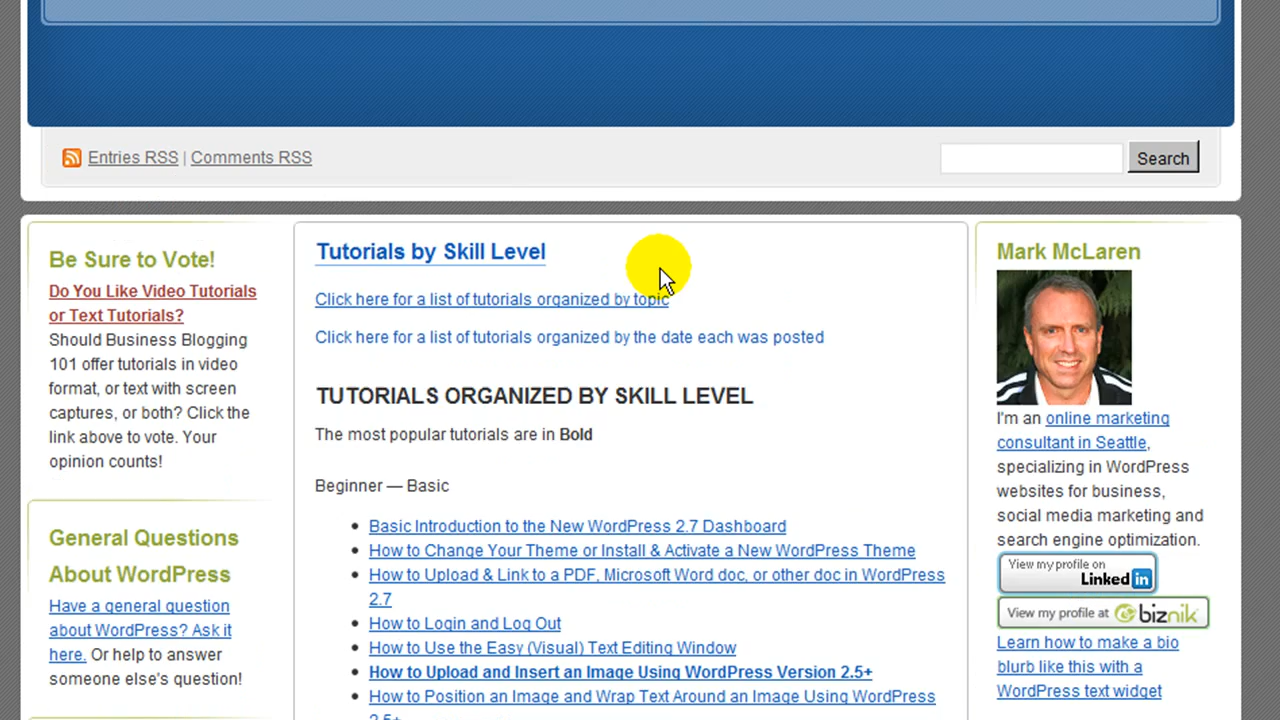 Entries RSS | Comments RSS
Search
Be Sure to Vote!
Do You Like Video Tutorials
or Text Tutorials?
Should Business Blogging
101 offer tutorials in video
format, or text with screen
captures, or both? Click the
link above to vote. Your
opinion counts!
General Questions
About WordPress
Have a general question
about WordPress? Ask it
here. Or help to answer
someone else's question!
Tutorials by Skill Level
Click here for a list of tutorials organized by topic
Click here for a list of tutorials organized by the date each was posted
TUTORIALS ORGANIZED BY SKILL LEVEL
The most popular tutorials are in Bold
Beginner — Basic
Basic Introduction to the New WordPress 2.7 Dashboard
How to Change Your Theme or Install & Activate a New WordPress Theme
How to Upload & Link to a PDF, Microsoft Word doc, or other doc in WordPress
2.7
How to Login and Log Out
How to Use the Easy (Visual) Text Editing Window
How to Upload and Insert an Image Using WordPress Version 2.5+
How to Position an Image and Wrap Text Around an Image Using WordPress
2.5+
Mark McLaren
I'm an online marketing
consultant in Seattle,
specializing in WordPress
websites for business,
social media marketing and
search engine optimization.
View my profile on
Linked in
View my profile at biznik
Learn how to make a bio
blurb like this with a
WordPress text widget